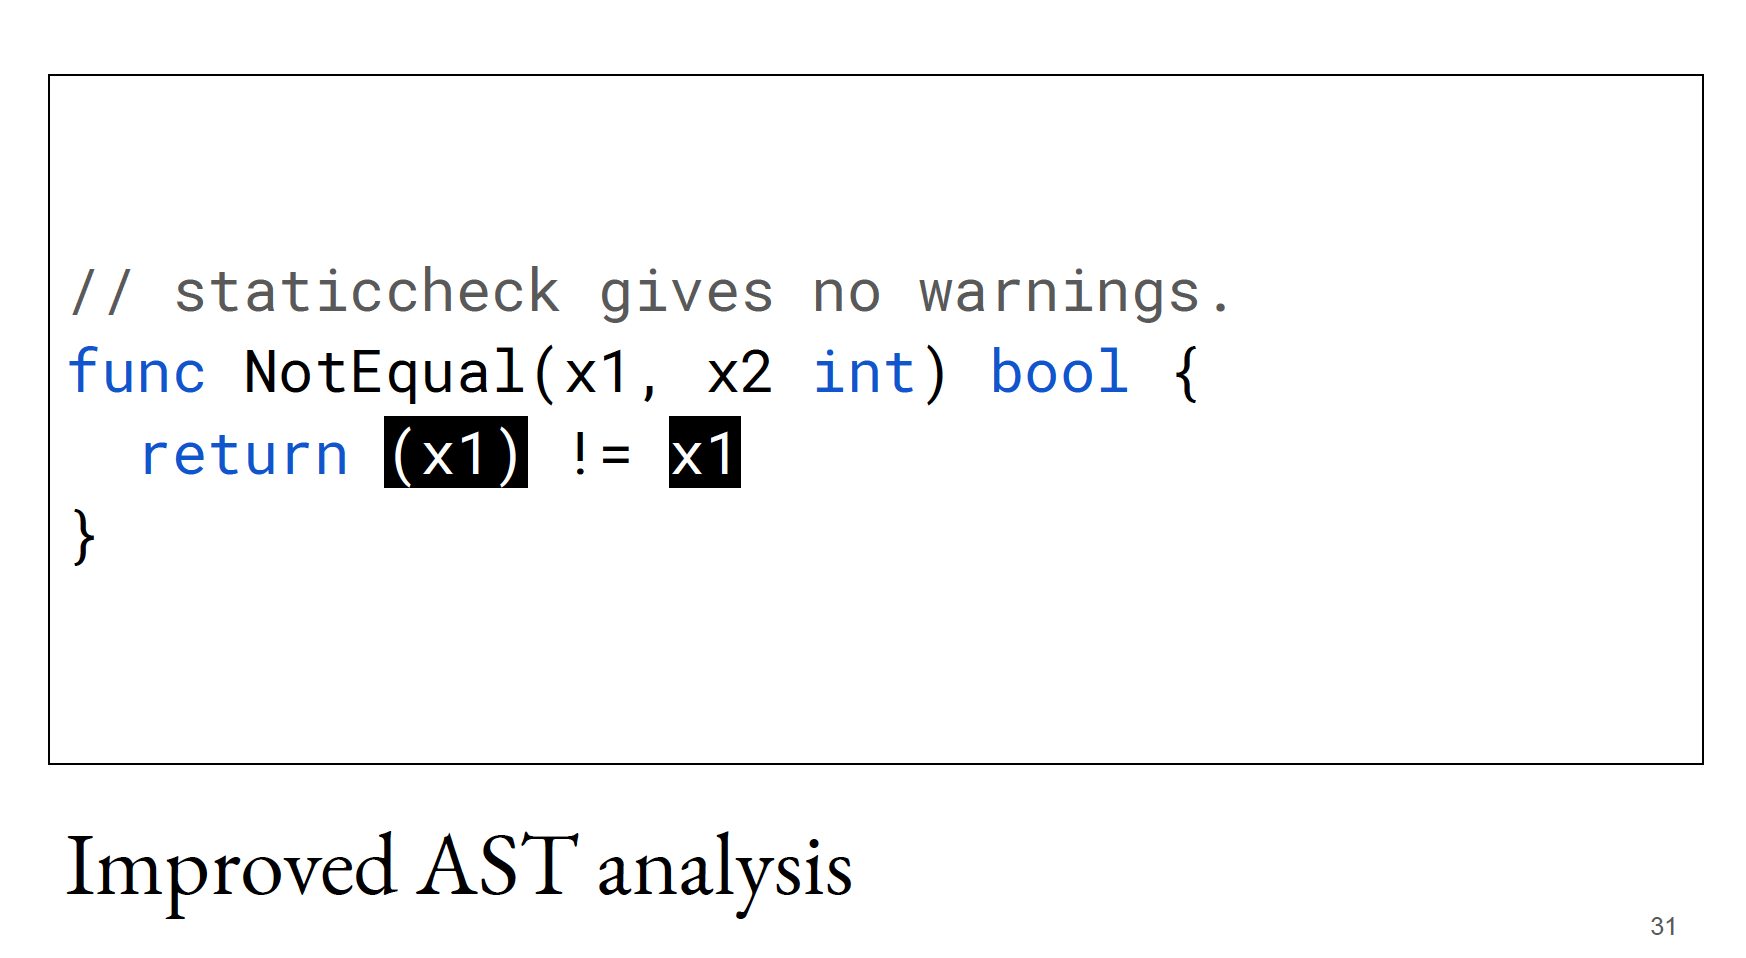 // staticcheck gives no warnings.
func NotEqual(x1, x2 int) bool {
  return (x1) != x1
}
Improved AST analysis
31